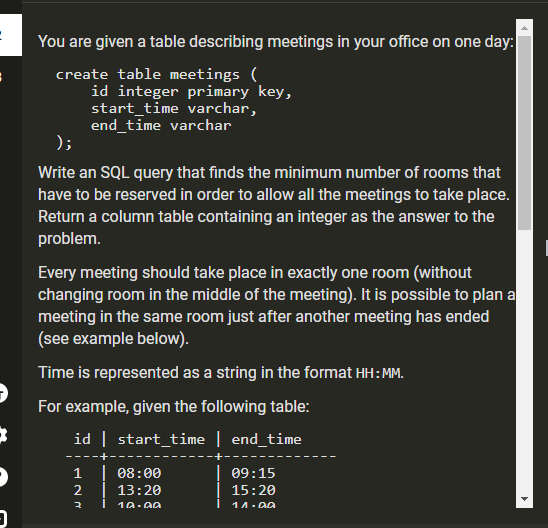 You are given a table describing meetings in your office on one day:
create table meetings (
id integer primary key,
start_time varchar,
end_time varchar
);
Write an SQL query that finds the minimum number of rooms that
have to be reserved in order to allow all the meetings to take place.
Return a column table containing an integer as the answer to the
problem.
Every meeting should take place in exactly one room (without
changing room in the middle of the meeting). It is possible to plan a
meeting in the same room just after another meeting has ended
(see example below).
Time is represented as a string in the format HH:MM.
For example, given the following table:
id | start_time | end_time
----+------------+-------------
1 | 08:00 | 09:15
2 | 13:20 | 15:20
3 | 10:00 | 14:00